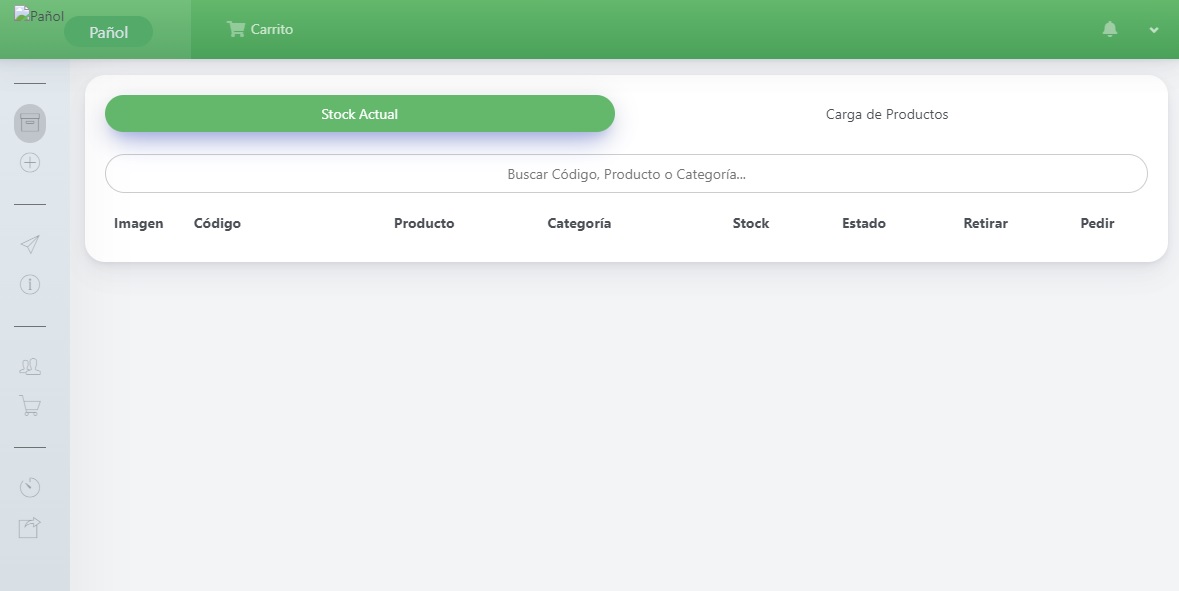 Pañol
Pañol
Carrito
Stock Actual
Carga de Productos
Buscar Código, Producto o Categoría...
Imagen Código Producto Categoría Stock Estado Retirar Pedir